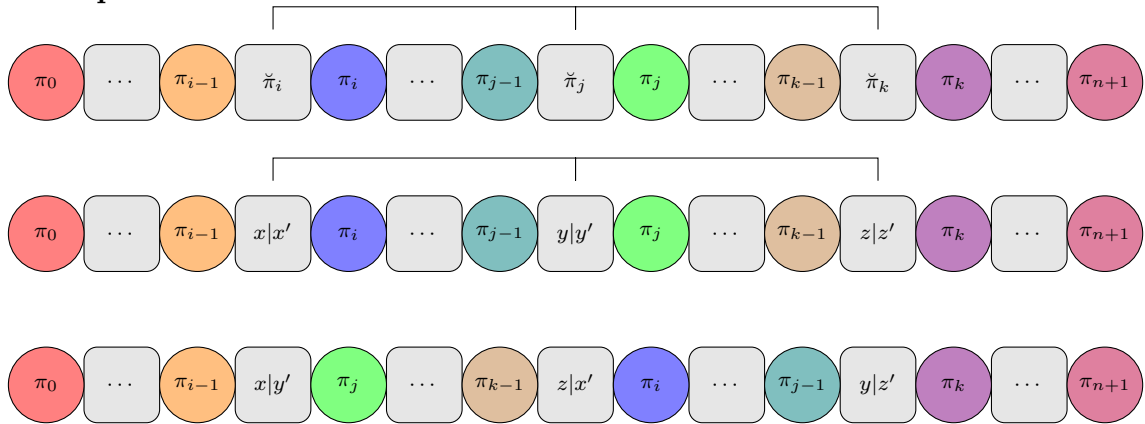 π₀ ⋯ πᵢ₋₁ π̆ᵢ πᵢ ⋯ πⱼ₋₁ π̆ⱼ πⱼ ⋯ πₖ₋₁ π̆ₖ πₖ ⋯ πₙ₊₁
π₀ ⋯ πᵢ₋₁ x|x′ πᵢ ⋯ πⱼ₋₁ y|y′ πⱼ ⋯ πₖ₋₁ z|z′ πₖ ⋯ πₙ₊₁
π₀ ⋯ πᵢ₋₁ x|y′ πⱼ ⋯ πₖ₋₁ z|x′ πᵢ ⋯ πⱼ₋₁ y|z′ πₖ ⋯ πₙ₊₁